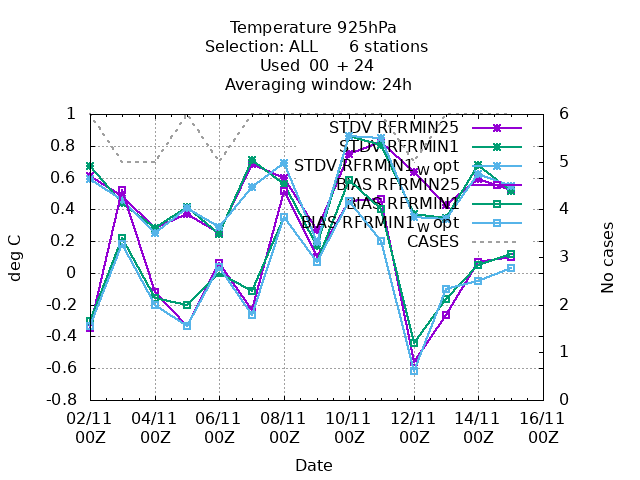 Temperature 925hPa
Selection: ALL 6 stations
Used 00 + 24
Averaging window: 24h
STDV RFRMIN25
STDV RFRMIN1
STDV RFRMIN1w opt
BIAS RFRMN25
BIAS RFRMIN1
BIAS RFRMIN1w opt
CASES
1
0.8
0.6
0.4
0.2
0
-0.2
-0.4
-0.6
-0.8
deg C
6
5
4
3
2
1
0
No cases
02/11 04/11 06/11 08/11 10/11 12/11 14/11 16/11
00Z 00Z 00Z 00Z 00Z 00Z 00Z 00Z
Date